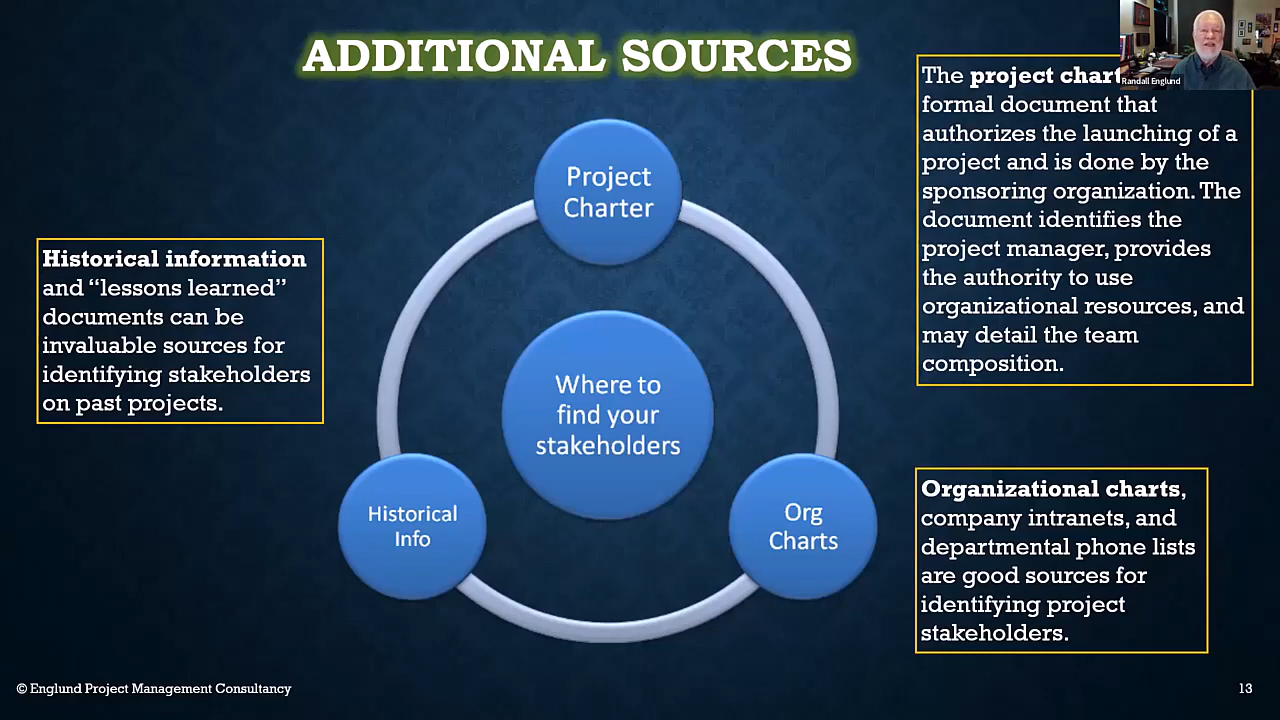 ADDITIONAL SOURCES
Randall Englund
The project chart
formal document that
authorizes the launching of a
project and is done by the
sponsoring organization. The
document identifies the
project manager, provides
the authority to use
organizational resources, and
may detail the team
composition.
Project
Charter
Historical information
and “lessons learned”
documents can be
invaluable sources for
identifying stakeholders
on past projects.
Where to
find your
stakeholders
Historical
Info
Org
Charts
Organizational charts,
company intranets, and
departmental phone lists
are good sources for
identifying project
stakeholders.
© Englund Project Management Consultancy
13